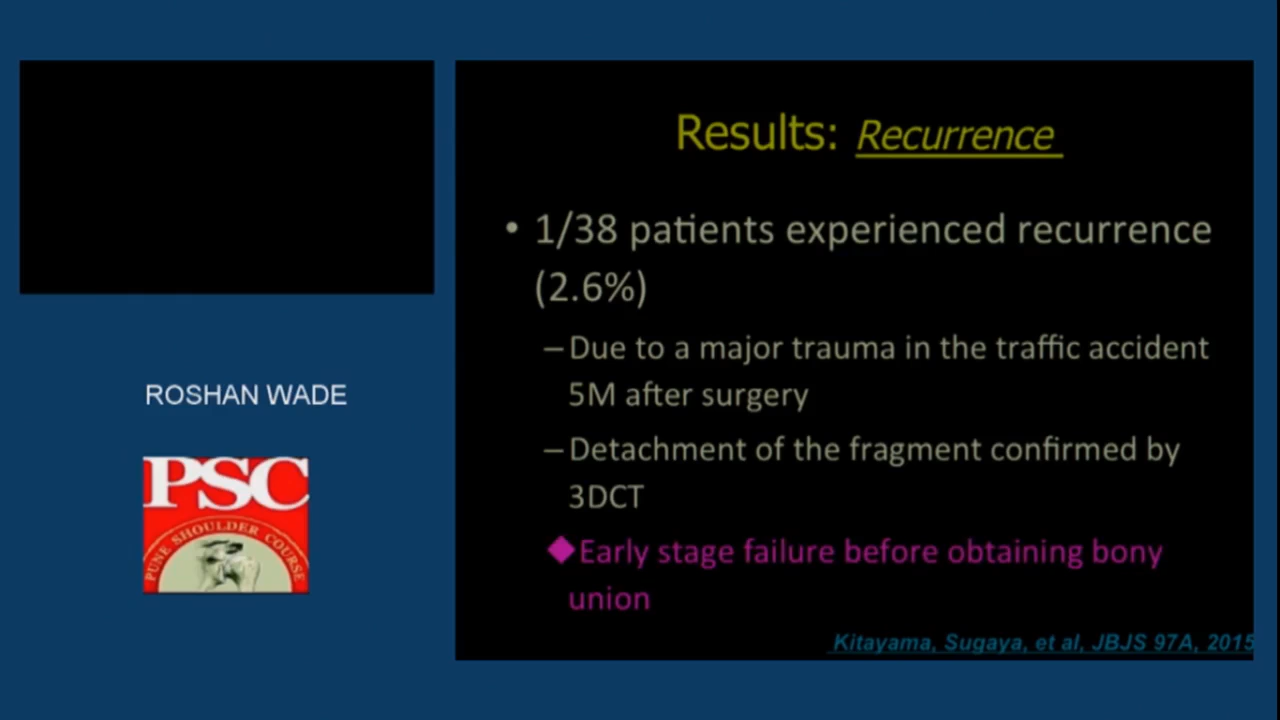 Results: Recurrence
• 1/38 patients experienced recurrence
(2.6%)
–Due to a major trauma in the traffic accident
5M after surgery
–Detachment of the fragment confirmed by
3DCT
◆Early stage failure before obtaining bony
union
Kitayama, Sugaya, et al, JBJS 97A, 2015
ROSHAN WADE
PSC
PUNE SHOULDER COURSE